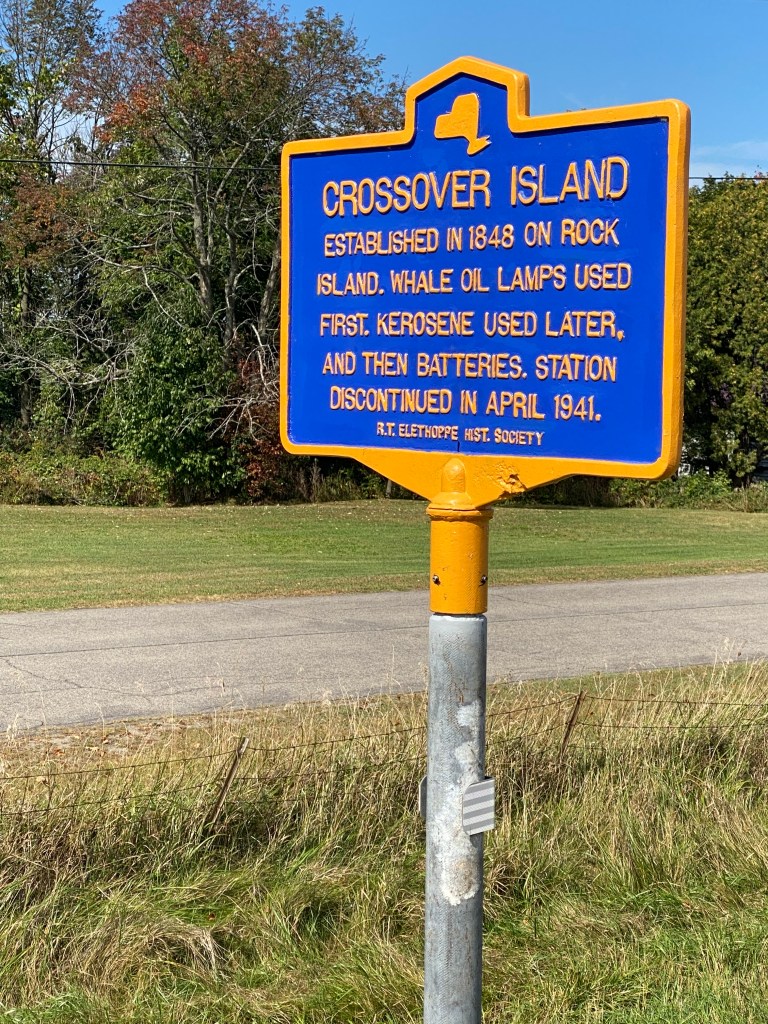 CROSSOVER ISLAND
ESTABLISHED IN 1848 ON ROCK
ISLAND. WHALE OIL LAMPS USED
FIRST. KEROSENE USED LATER,
AND THEN BATTERIES. STATION
DISCONTINUED IN APRIL 1941.
R.T. ELETHOPPE HIST. SOCIETY